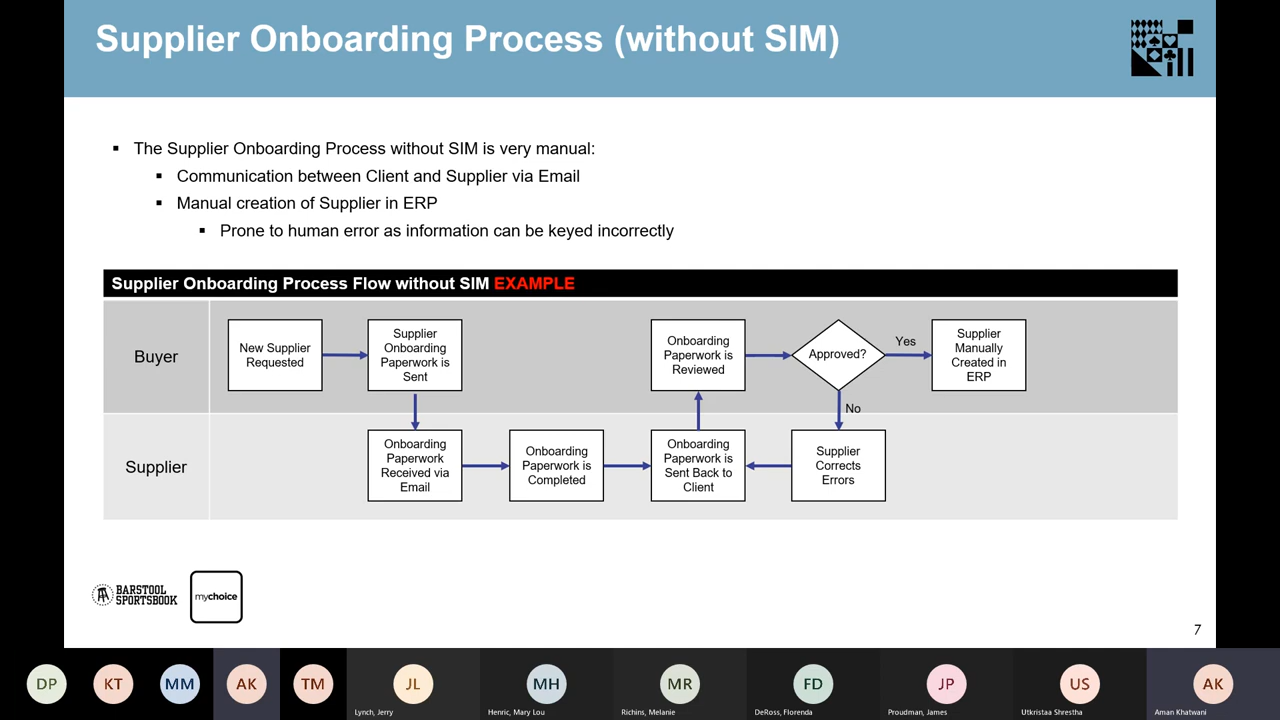 Supplier Onboarding Process (without SIM)
The Supplier Onboarding Process without SIM is very manual:
Communication between Client and Supplier via Email
Manual creation of Supplier in ERP
Prone to human error as information can be keyed incorrectly
Supplier Onboarding Process Flow without SIM EXAMPLE
Buyer
New Supplier
Requested
Supplier
Onboarding
Paperwork is
Sent
Onboarding
Paperwork is
Reviewed
Approved?
Yes
Supplier
Manually
Created in
ERP
No
Supplier
Onboarding
Paperwork
Received via
Email
Onboarding
Paperwork is
Completed
Onboarding
Paperwork is
Sent Back to
Client
Supplier
Corrects
Errors
BARSTOOL
SPORTSBOOK
mychoice
7
DP
KT
MM
AK
TM
JL
MH
MR
FD
JP
US
AK
Lynch, Jerry
Henric, Mary Lou
Richins, Melanie
DeRoss, Florenda
Proudman, James
Utkristaa Shrestha
Aman Khatwani